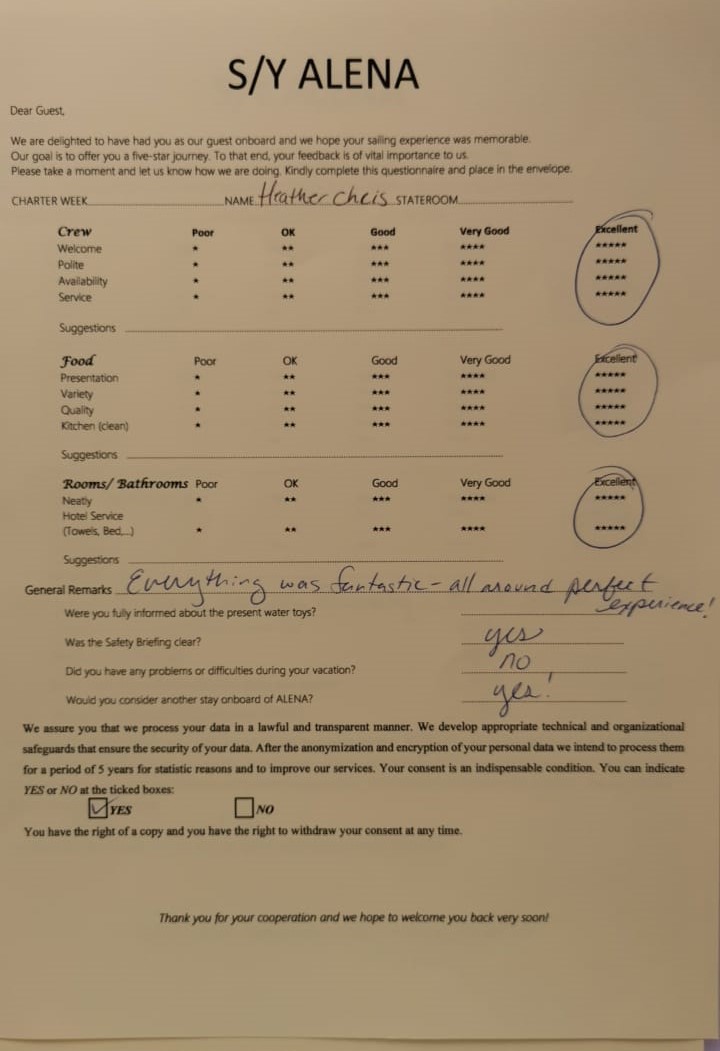 S/Y ALENA
Dear Guest,
We are delighted to have had you as our guest onboard and we hope your sailing experience was memorable.
Our goal is to offer you a five-star journey. To that end, your feedback is of vital importance to us.
Please take a moment and let us know how we are doing. Kindly complete this questionnaire and place in the envelope.
CHARTER WEEK NAME Heather Cheis STATEROOM
Crew Poor OK Good Very Good Excellent
Welcome * ** *** **** *****
Polite * ** *** **** *****
Availability * ** *** **** *****
Service * ** *** **** *****
Suggestions
Food Poor OK Good Very Good Excellent
Presentation * ** *** **** *****
Variety * ** *** **** *****
Quality * ** *** **** *****
Kitchen (clean) * ** *** **** *****
Suggestions
Rooms/ Bathrooms Poor OK Good Very Good Excellent
Neatly * ** *** **** *****
Hotel Service
(Towels, Bed,...) * ** *** **** *****
Suggestions
General Remarks Everything was fantastic - all around perfect
experience!
Were you fully informed about the present water toys?
Was the Safety Briefing clear? yes
Did you have any problems or difficulties during your vacation? no
Would you consider another stay onboard of ALENA? yes!
We assure you that we process your data in a lawful and transparent manner. We develop appropriate technical and organizational
safeguards that ensure the security of your data. After the anonymization and encryption of your personal data we intend to process them
for a period of 5 years for statistic reasons and to improve our services. Your consent is an indispensable condition. You can indicate
YES or NO at the ticked boxes:
YES NO
You have the right of a copy and you have the right to withdraw your consent at any time.
Thank you for your cooperation and we hope to welcome you back very soon!